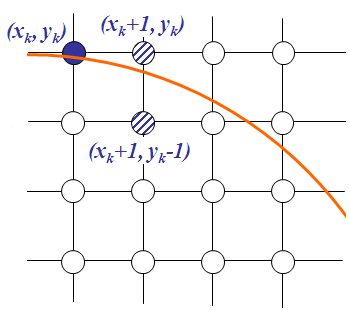 (xk, yk)
(xk+1, yk)
(xk+1, yk-1)